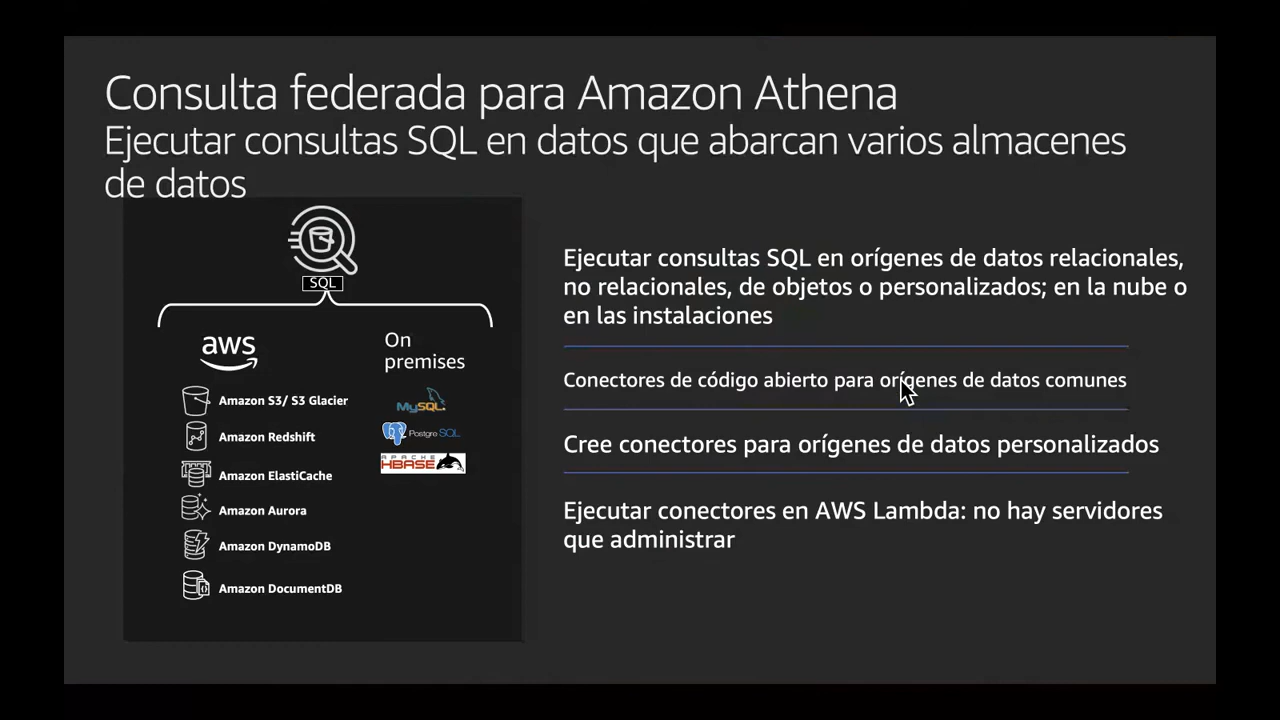 Consulta federada para Amazon Athena
Ejecutar consultas SQL en datos que abarcan varios almacenes
de datos
SQL
aws
On
premises
Amazon S3/ S3 Glacier
Amazon Redshift
Amazon ElastiCache
Amazon Aurora
Amazon DynamoDB
Amazon DocumentDB
MySQL
PostgreSQL
APACHE
HBASE
Ejecutar consultas SQL en orígenes de datos relacionales,
no relacionales, de objetos o personalizados; en la nube o
en las instalaciones
Conectores de código abierto para orígenes de datos comunes
Cree conectores para orígenes de datos personalizados
Ejecutar conectores en AWS Lambda: no hay servidores
que administrar